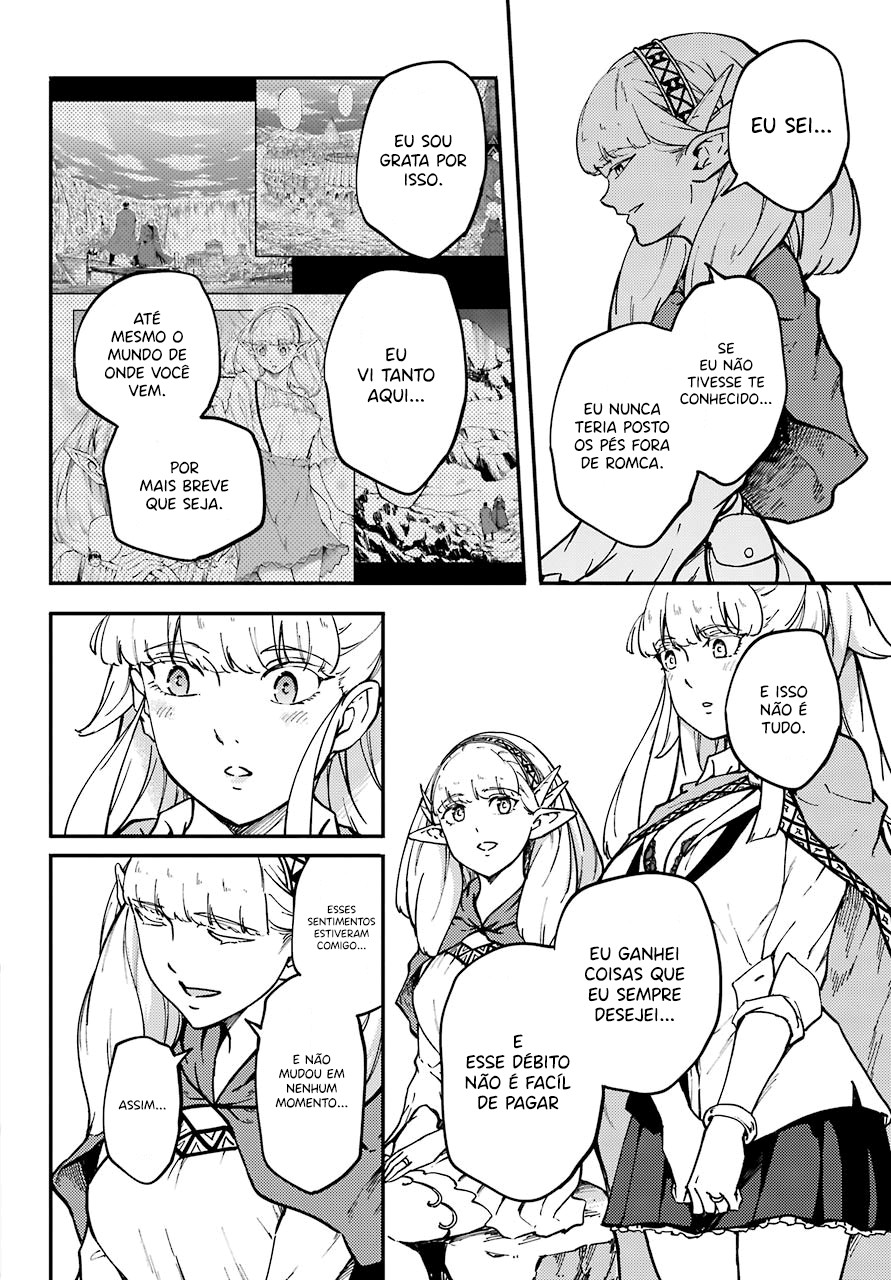 EU SEI...
SE
EU NÃO
TIVESSE TE
CONHECIDO...
EU NUNCA
TERIA POSTO
OS PÉS FORA
DE ROMCA.
EU SOU
GRATA POR
ISSO.
EU
VI TANTO
AQUI...
ATÉ
MESMO O
MUNDO DE
ONDE VOCÊ
VEM.
POR
MAIS BREVE
QUE SEJA.
E ISSO
NÃO É
TUDO.
EU GANHEI
COISAS QUE
EU SEMPRE
DESEJEI...
E
ESSE DÉBITO
NÃO É FACÍL
DE PAGAR
ESSES
SENTIMENTOS
ESTIVERAM
COMIGO...
E NÃO
MUDOU EM
NENHUM
MOMENTO...
ASSIM...